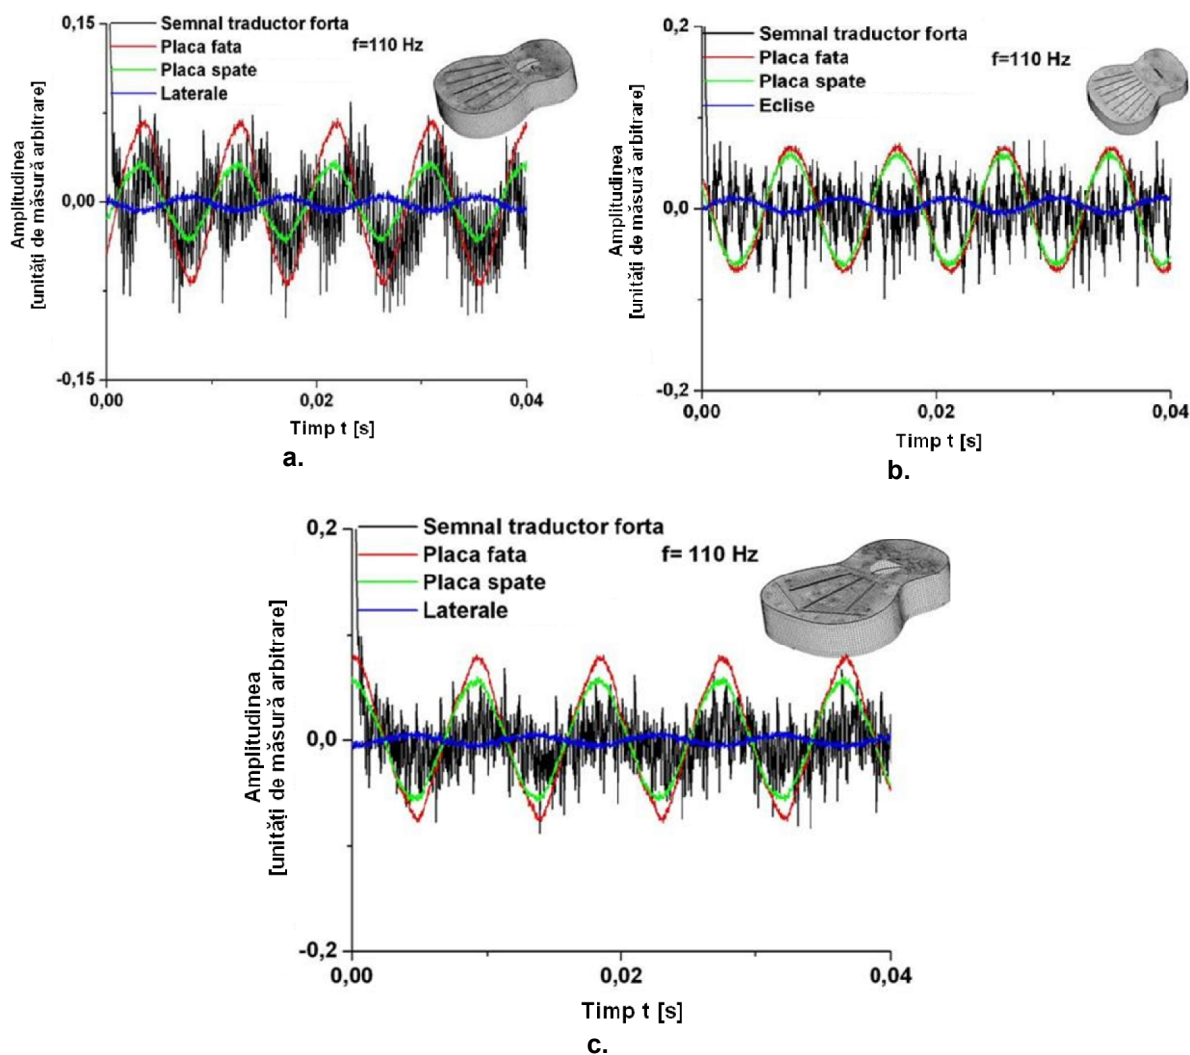 0,15
Semnal traductor forta
Placa fata
Placa spate
Laterale
f=110 Hz
Amplitudinea
[unități de măsură arbitrare]
0,00
-0,15
0,00
0,02
0,04
Timp t [s]
a.
0,2
Semnal traductor forta
Placa fata
Placa spate
Eclise
f=110 Hz
Amplitudinea
[unități de măsură arbitrare]
0,0
-0,2
0,00
0,02
0,04
Timp t [s]
b.
0,2
Semnal traductor forta
Placa fata
Placa spate
Laterale
f= 110 Hz
Amplitudinea
[unități de măsură arbitrare]
0,0
-0,2
0,00
0,02
0,04
Timp t [s]
c.